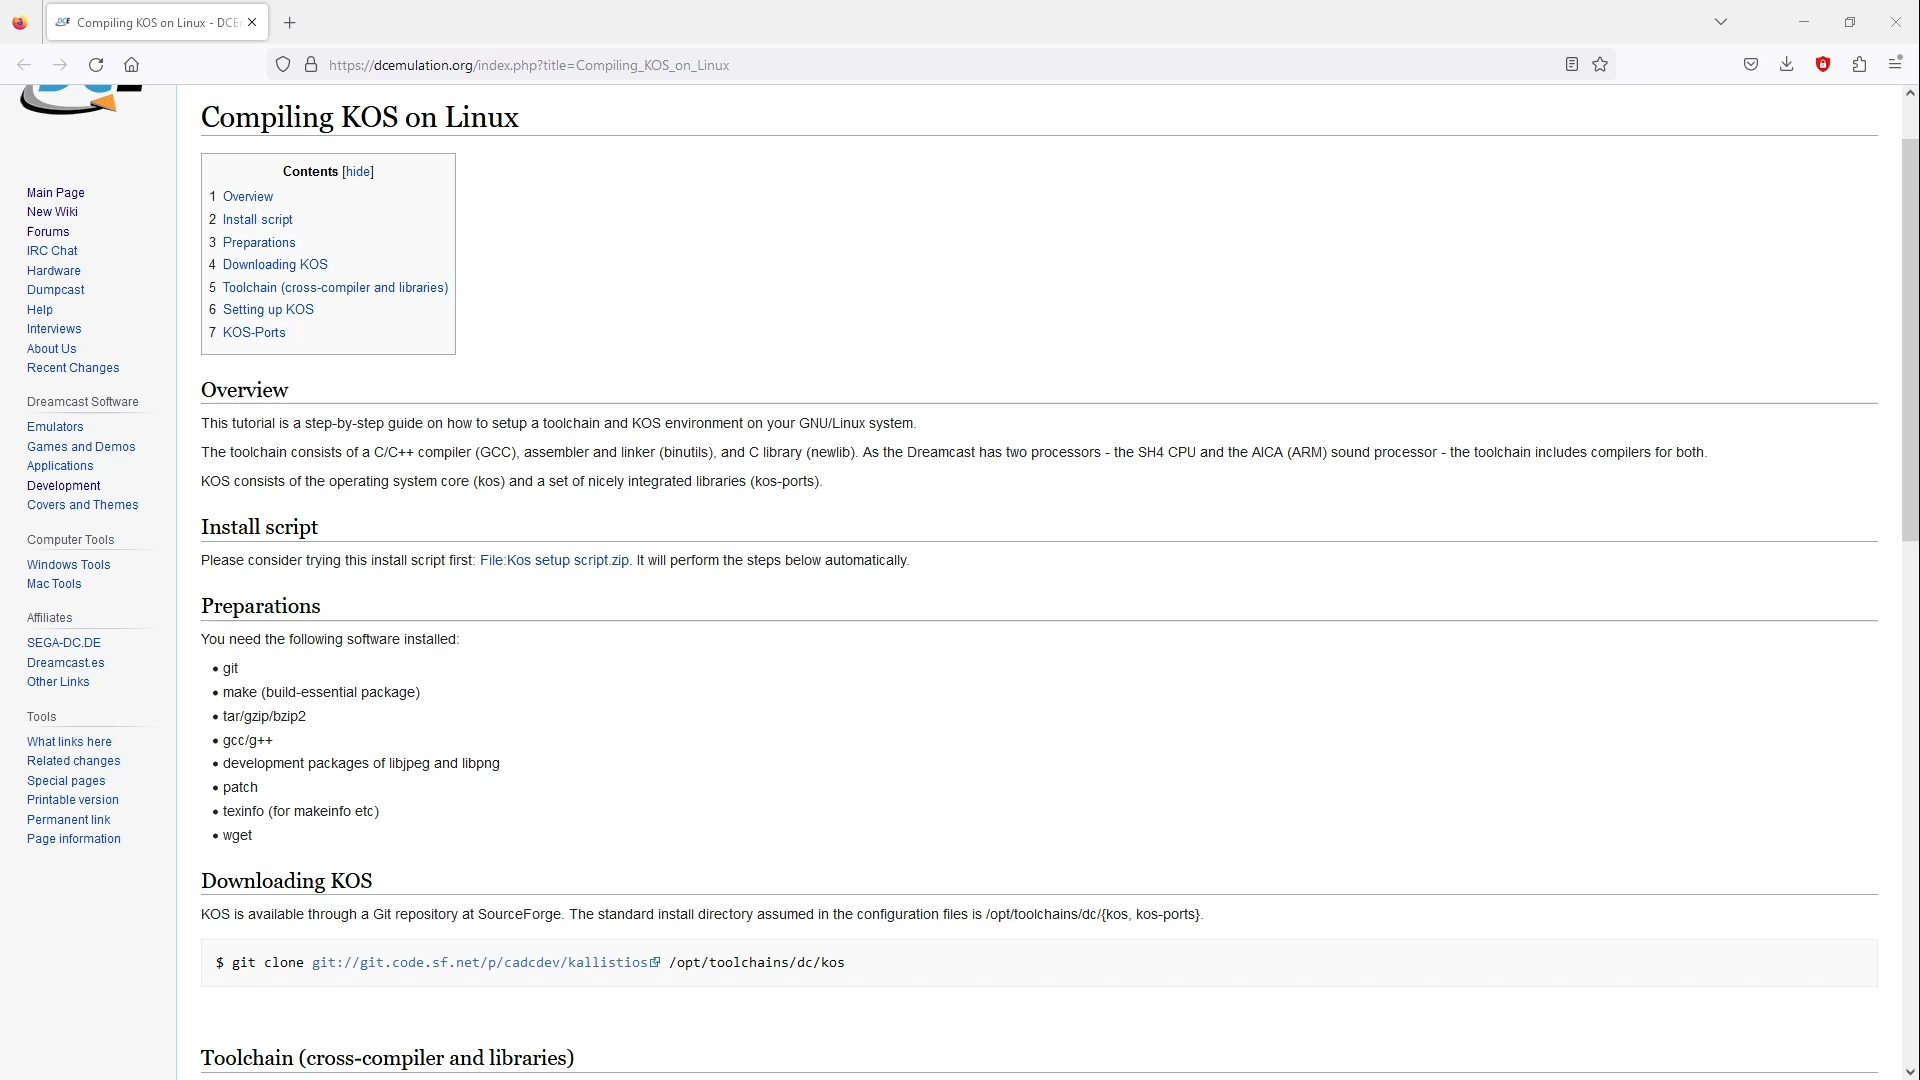 Compiling KOS on Linux - DCE
https://dcemulation.org/index.php?title=Compiling_KOS_on_Linux
Main Page
New Wiki
Forums
IRC Chat
Hardware
Dumpcast
Help
Interviews
About Us
Recent Changes
Dreamcast Software
Emulators
Games and Demos
Applications
Development
Covers and Themes
Computer Tools
Windows Tools
Mac Tools
Affiliates
SEGA-DC.DE
Dreamcast.es
Other Links
Tools
What links here
Related changes
Special pages
Printable version
Permanent link
Page information
Compiling KOS on Linux
Contents [hide]
1 Overview
2 Install script
3 Preparations
4 Downloading KOS
5 Toolchain (cross-compiler and libraries)
6 Setting up KOS
7 KOS-Ports
Overview
This tutorial is a step-by-step guide on how to setup a toolchain and KOS environment on your GNU/Linux system.
The toolchain consists of a C/C++ compiler (GCC), assembler and linker (binutils), and C library (newlib). As the Dreamcast has two processors - the SH4 CPU and the AICA (ARM) sound processor - the toolchain includes compilers for both.
KOS consists of the operating system core (kos) and a set of nicely integrated libraries (kos-ports).
Install script
Please consider trying this install script first: File:Kos setup script.zip. It will perform the steps below automatically.
Preparations
You need the following software installed:
• git
• make (build-essential package)
• tar/gzip/bzip2
• gcc/g++
• development packages of libjpeg and libpng
• patch
• texinfo (for makeinfo etc)
• wget
Downloading KOS
KOS is available through a Git repository at SourceForge. The standard install directory assumed in the configuration files is /opt/toolchains/dc/{kos, kos-ports}.
$ git clone git://git.code.sf.net/p/cadcdev/kallistios /opt/toolchains/dc/kos
Toolchain (cross-compiler and libraries)